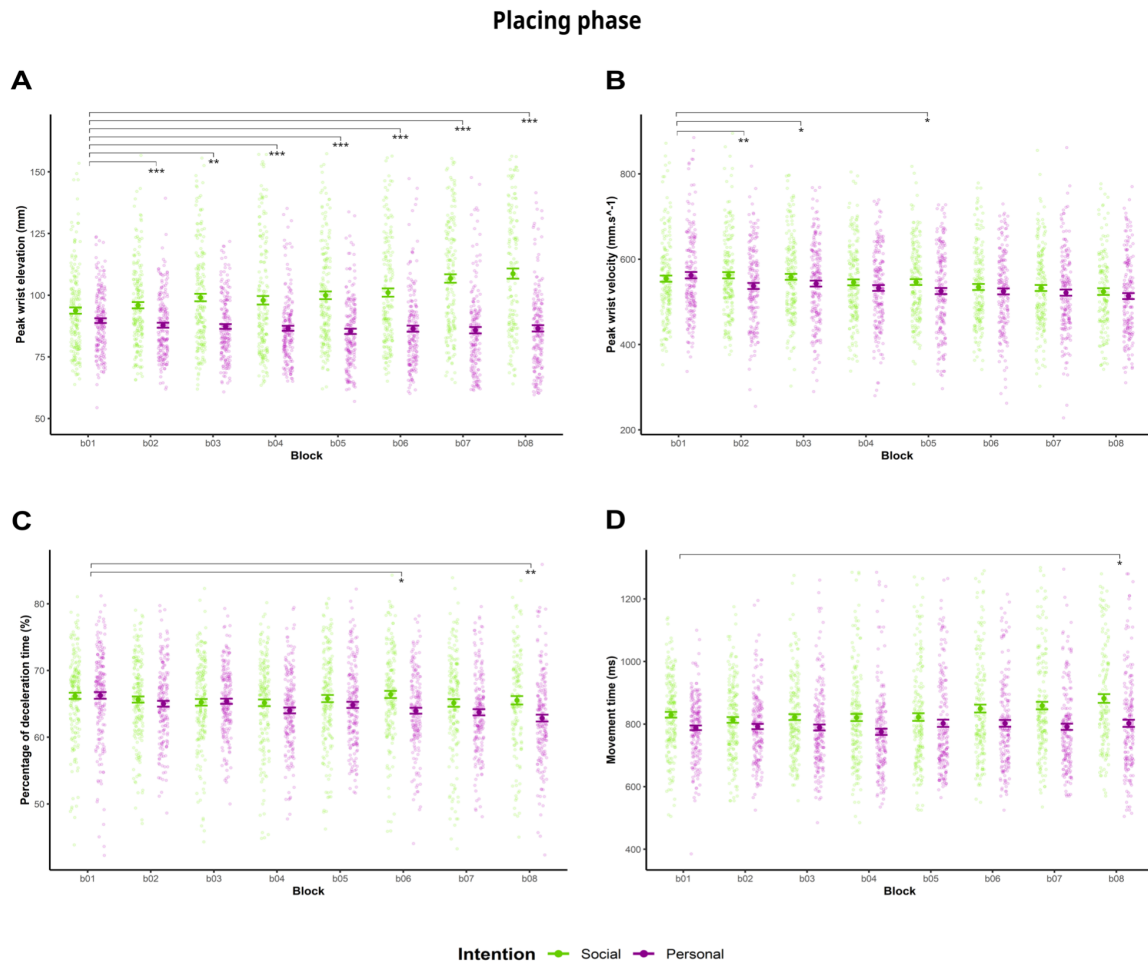 Placing phase
A
Peak wrist elevation (mm)
150
125
100
75
50
***
**
***
***
***
***
***
b01 b02 b03 b04 b05 b06 b07 b08
Block
B
Peak wrist velocity (mm.s^-1)
800
600
400
200
**
*
*
b01 b02 b03 b04 b05 b06 b07 b08
Block
C
Percentage of deceleration time (%)
80
70
60
50
*
**
b01 b02 b03 b04 b05 b06 b07 b08
Block
D
Movement time (ms)
1200
1000
800
600
400
*
b01 b02 b03 b04 b05 b06 b07 b08
Block
Intention Social Personal